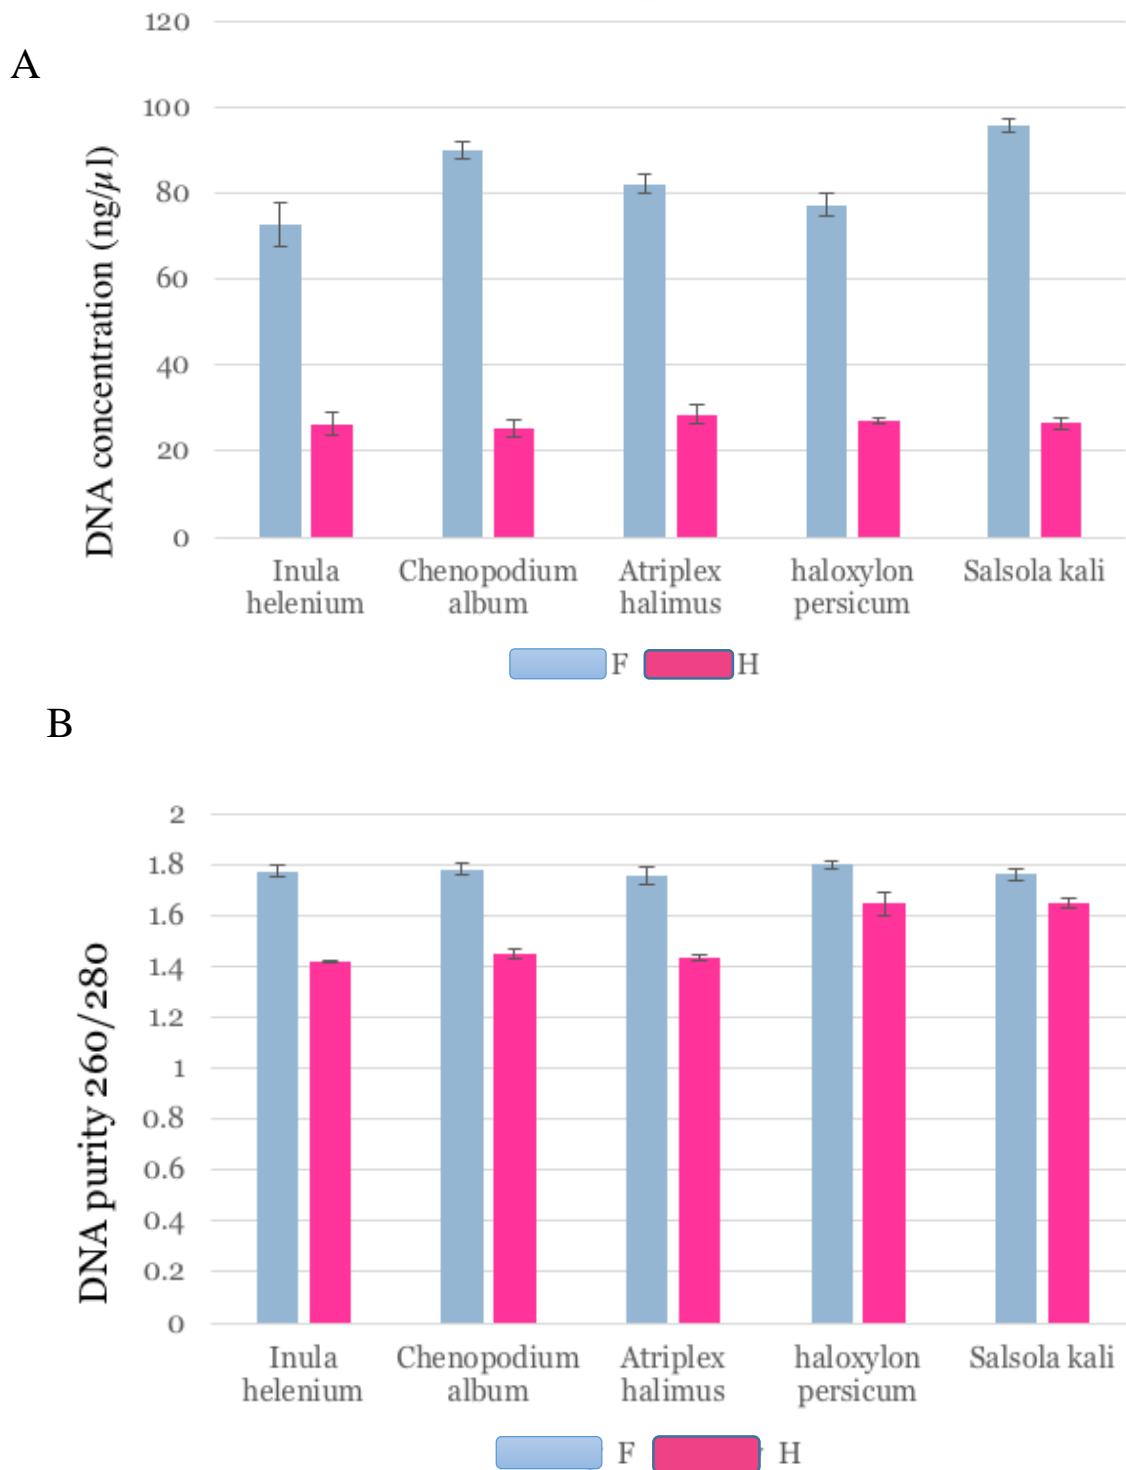 A
DNA concentration (ng/µl)
120
100
80
60
40
20
0
Inula
helenium
Chenopodium
album
Atriplex
halimus
haloxylon
persicum
Salsola kali
F
H
B
DNA purity 260/280
2
1.8
1.6
1.4
1.2
1
0.8
0.6
0.4
0.2
0
Inula
helenium
Chenopodium
album
Atriplex
halimus
haloxylon
persicum
Salsola kali
F
H